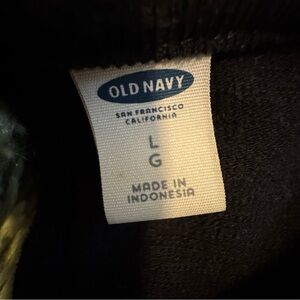 OLD NAVY
SAN FRANCISCO
CALIFORNIA
L
G
MADE IN
INDONESIA